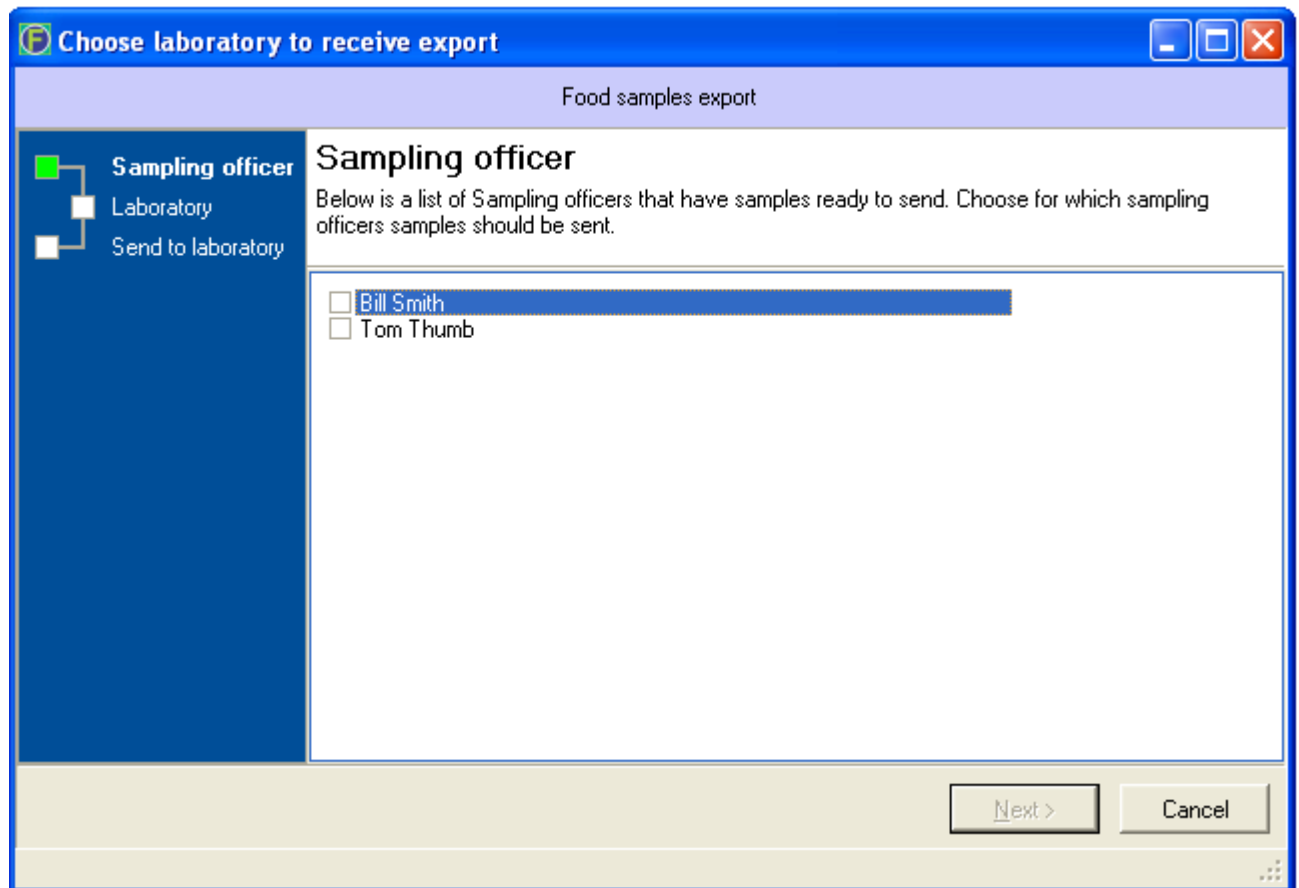 Choose laboratory to receive export
Food samples export
Sampling officer
Laboratory
Send to laboratory
Sampling officer
Below is a list of Sampling officers that have samples ready to send. Choose for which sampling
officers samples should be sent.
Bill Smith
Tom Thumb
Next >
Cancel